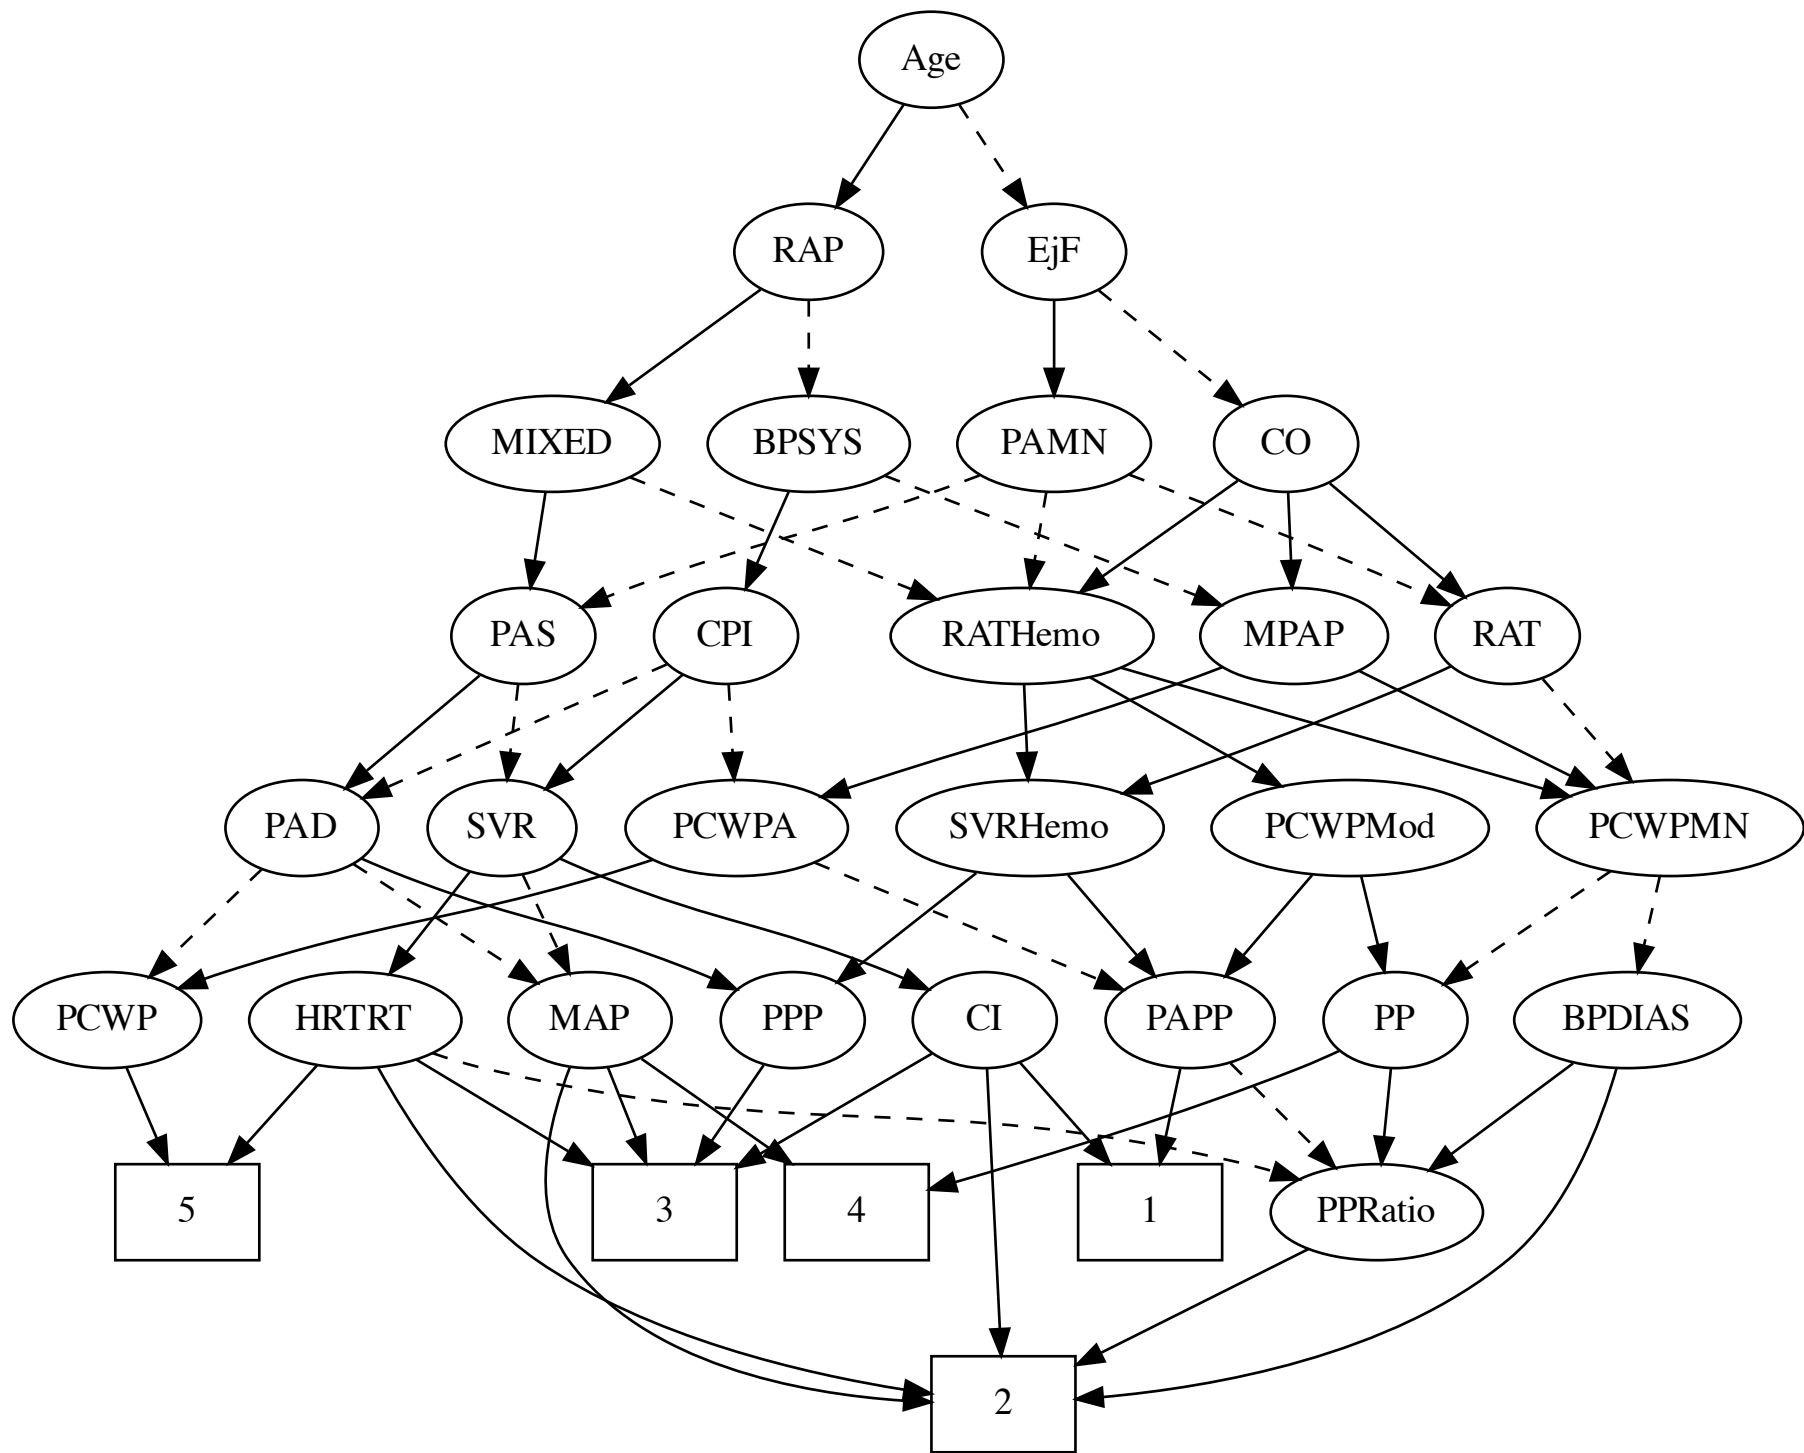 Age
RAP
EjF
MIXED
BPSYS
PAMN
CO
PAS
CPI
RATHemo
MPAP
RAT
PAD
SVR
PCWPA
SVRHemo
PCWPMod
PCWPMN
PCWP
HRTRT
MAP
PPP
CI
PAPP
PP
BPDIAS
5
3
4
1
PPRatio
2